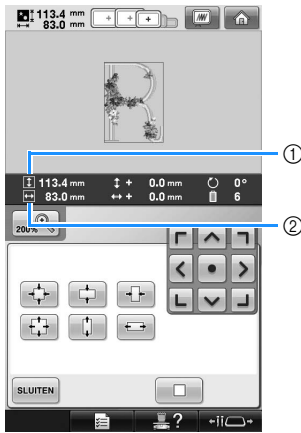 113.4 mm
83.0 mm
113.4 mm + 0.0 mm 0°
83.0 mm + 0.0 mm 6
200%
SLUITEN
?
①
②